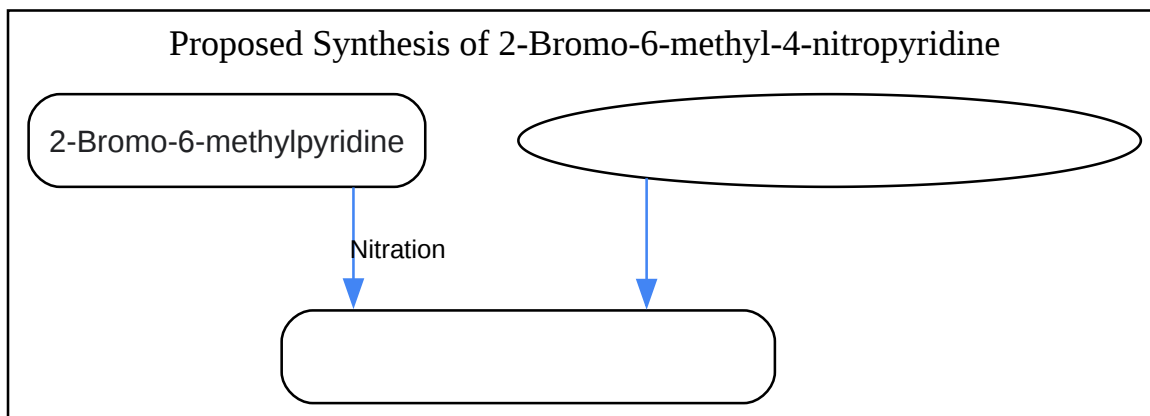 Proposed Synthesis of 2-Bromo-6-methyl-4-nitropyridine
2-Bromo-6-methylpyridine
Nitration